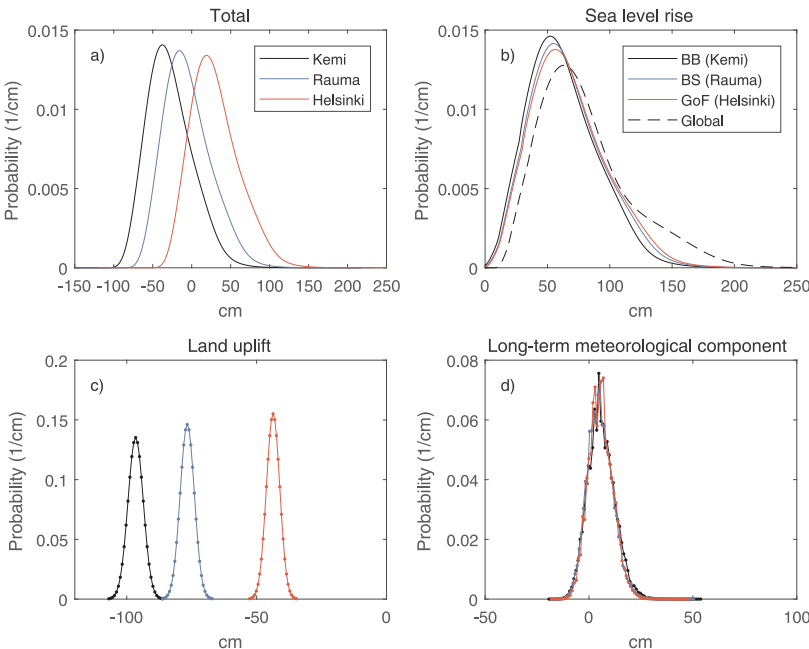 Total
a)
Kemi
Rauma
Helsinki
Probability (1/cm)
0.015
0.01
0.005
0
-150 -100 -50 0 50 100 150 200 250
cm
Sea level rise
b)
BB (Kemi)
BS (Rauma)
GoF (Helsinki)
Global
Probability (1/cm)
0.015
0.01
0.005
0
0 50 100 150 200 250
cm
Land uplift
c)
Probability (1/cm)
0.2
0.15
0.1
0.05
0
-100 -50 0
cm
Long-term meteorological component
d)
Probability (1/cm)
0.08
0.06
0.04
0.02
0
-50 0 50 100
cm